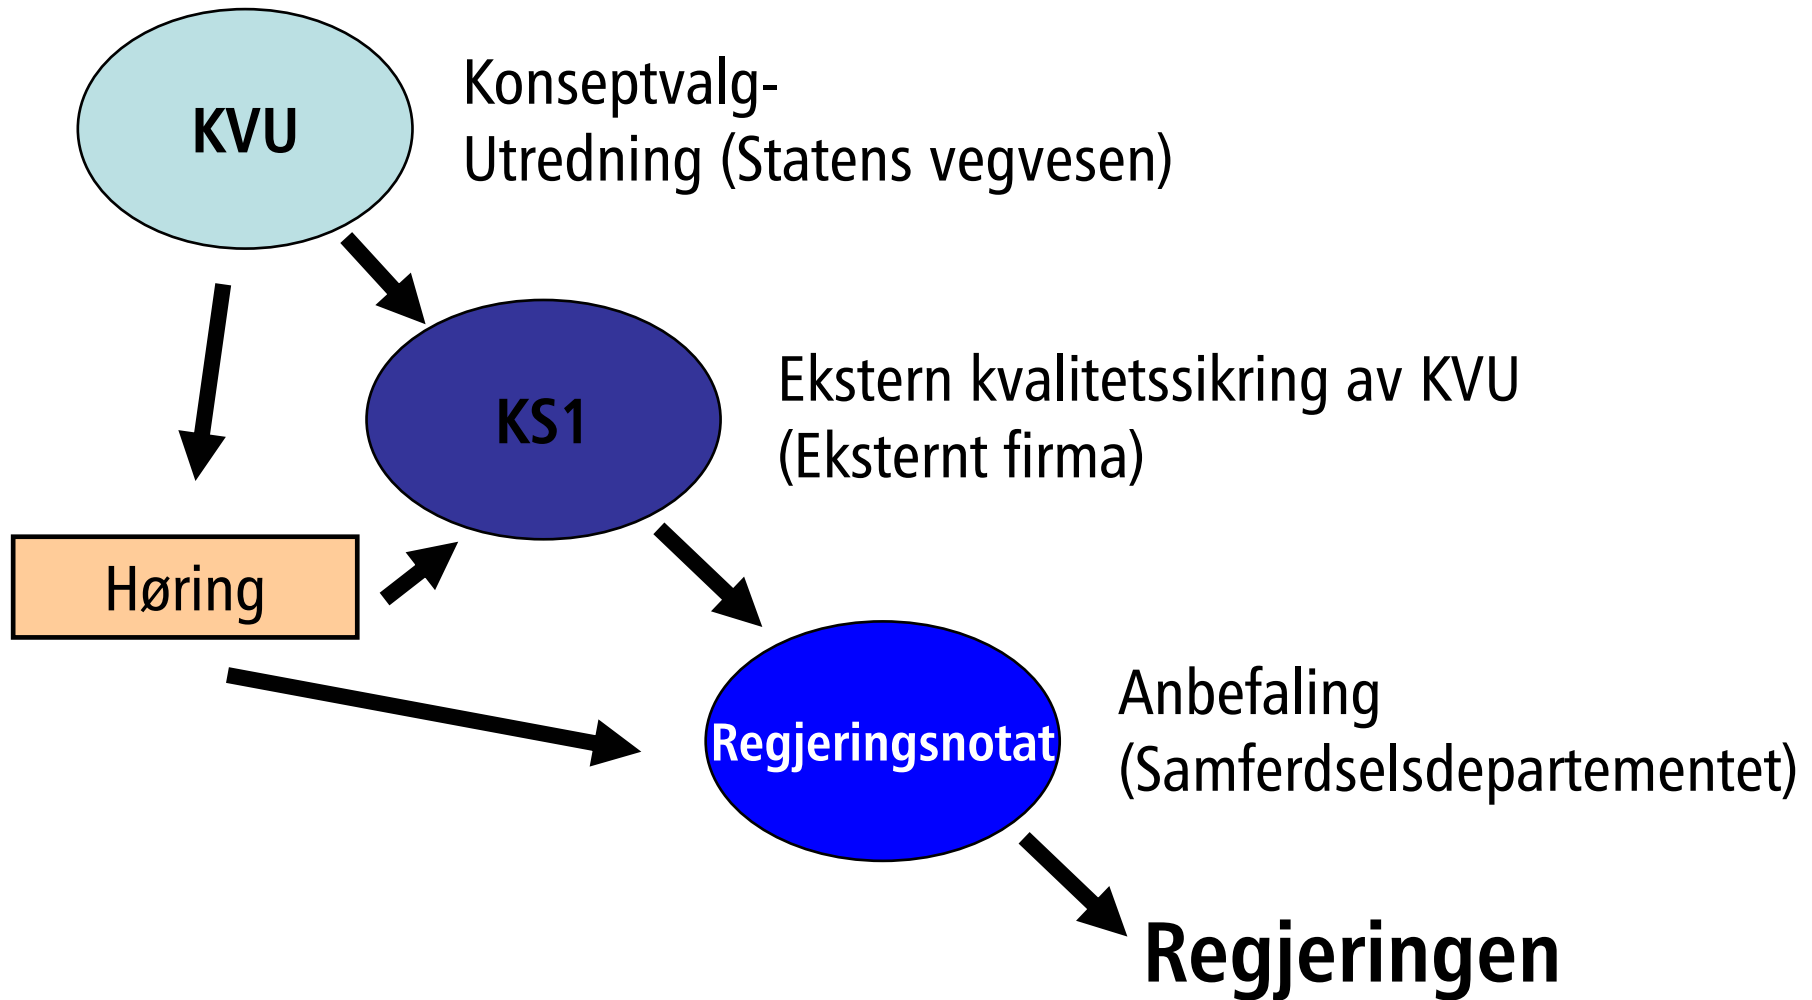 KVU
Konseptvalg-
Utredning (Statens vegvesen)
KS1
Ekstern kvalitetssikring av KVU
(Eksternt firma)
Høring
Regjeringsnotat
Anbefaling
(Samferdselsdepartementet)
Regjeringen